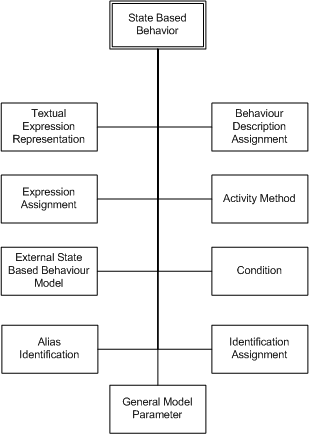 State Based
Behavior
Textual
Expression
Representation
Behaviour
Description
Assignment
Expression
Assignment
Activity Method
External State
Based Behaviour
Model
Condition
Alias
Identification
Identification
Assignment
General Model
Parameter